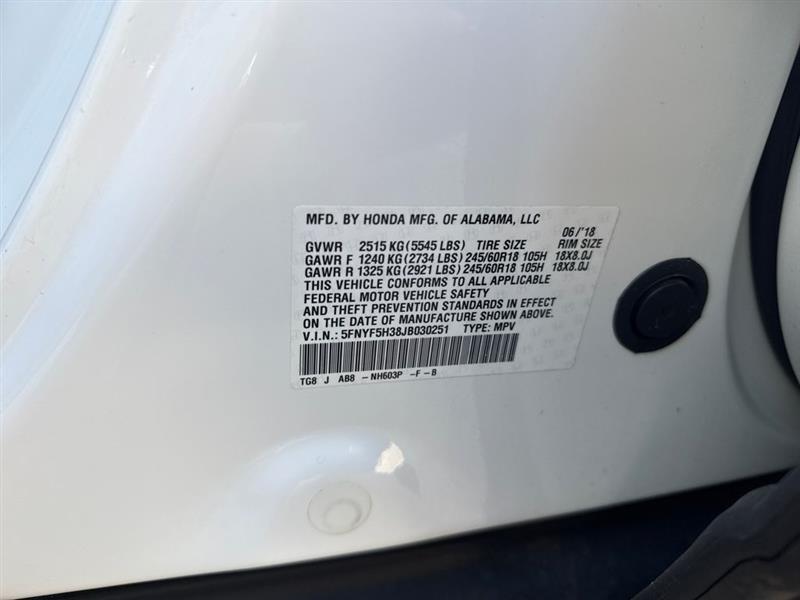 MFD. BY HONDA MFG. OF ALABAMA, LLC
06/'18
GVWR 2515 KG (5545 LBS) TIRE SIZE RIM SIZE
GAWR F 1240 KG (2734 LBS) 245/60R18 105H 18X8.0J
GAWR R 1325 KG (2921 LBS) 245/60R18 105H 18X8.0J
THIS VEHICLE CONFORMS TO ALL APPLICABLE
FEDERAL MOTOR VEHICLE SAFETY
AND THEFT PREVENTION STANDARDS IN EFFECT
ON THE DATE OF MANUFACTURE SHOWN ABOVE.
V.I.N.: 5FNYF5H38JB030251 TYPE: MPV
TG8 J AB8 -NH603P -F-B